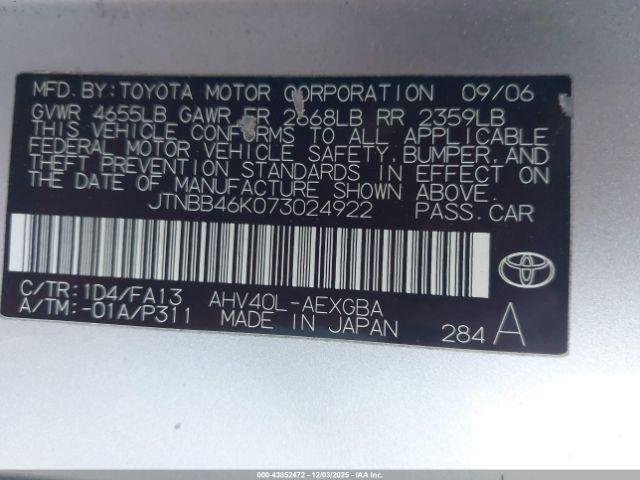 MFD. BY: TOYOTA MOTOR CORPORATION 09/06
GVWR 4655LB GAWR FR 2668LB RR 2359LB
THIS VEHICLE CONFORMS TO ALL APPLICABLE
FEDERAL MOTOR VEHICLE SAFETY, BUMPER, AND
THEFT PREVENTION STANDARDS IN EFFECT ON
THE DATE OF MANUFACTURE SHOWN ABOVE.
JTNBB46K073024922 PASS. CAR
C/TR: 1D4/FA13 AHV40L-AEXGBA
A/TM: -01A/P311 MADE IN JAPAN 284 A
000-43852472 - 12/03/2025 - IAA Inc.